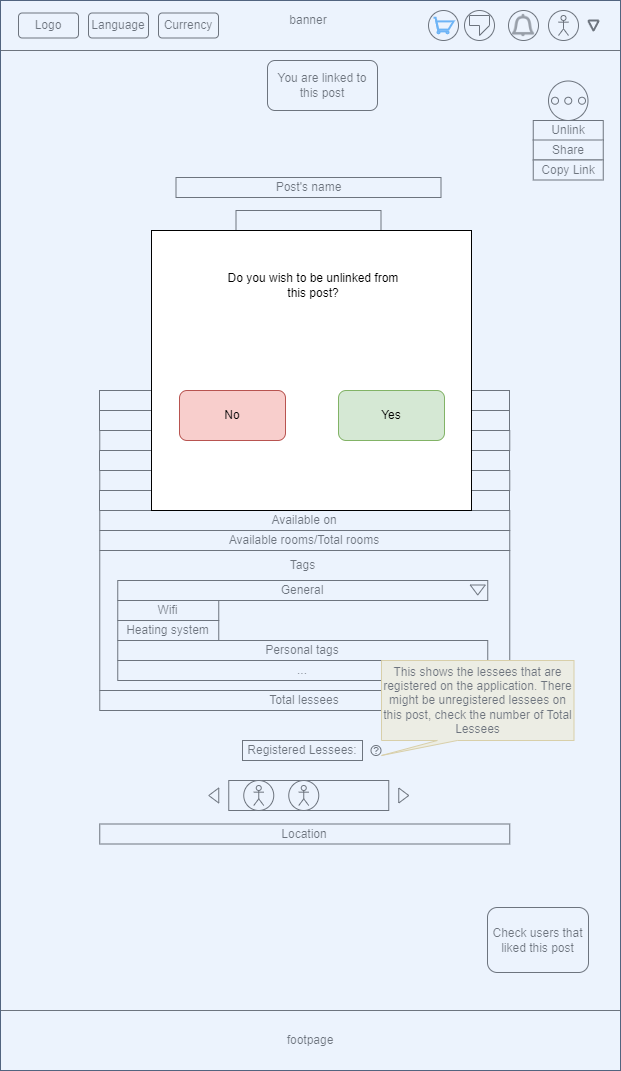 Logo
Language
Currency
banner
You are linked to
this post
Unlink
Share
Copy Link
Post's name
Do you wish to be unlinked from
this post?
No
Yes
Available on
Available rooms/Total rooms
Tags
General
Wifi
Heating system
Personal tags
...
Total lessees
This shows the lessees that are
registered on the application. There
might be unregistered lessees on
this post, check the number of Total
Lessees
Registered Lessees:
?
Location
Check users that
liked this post
footpage